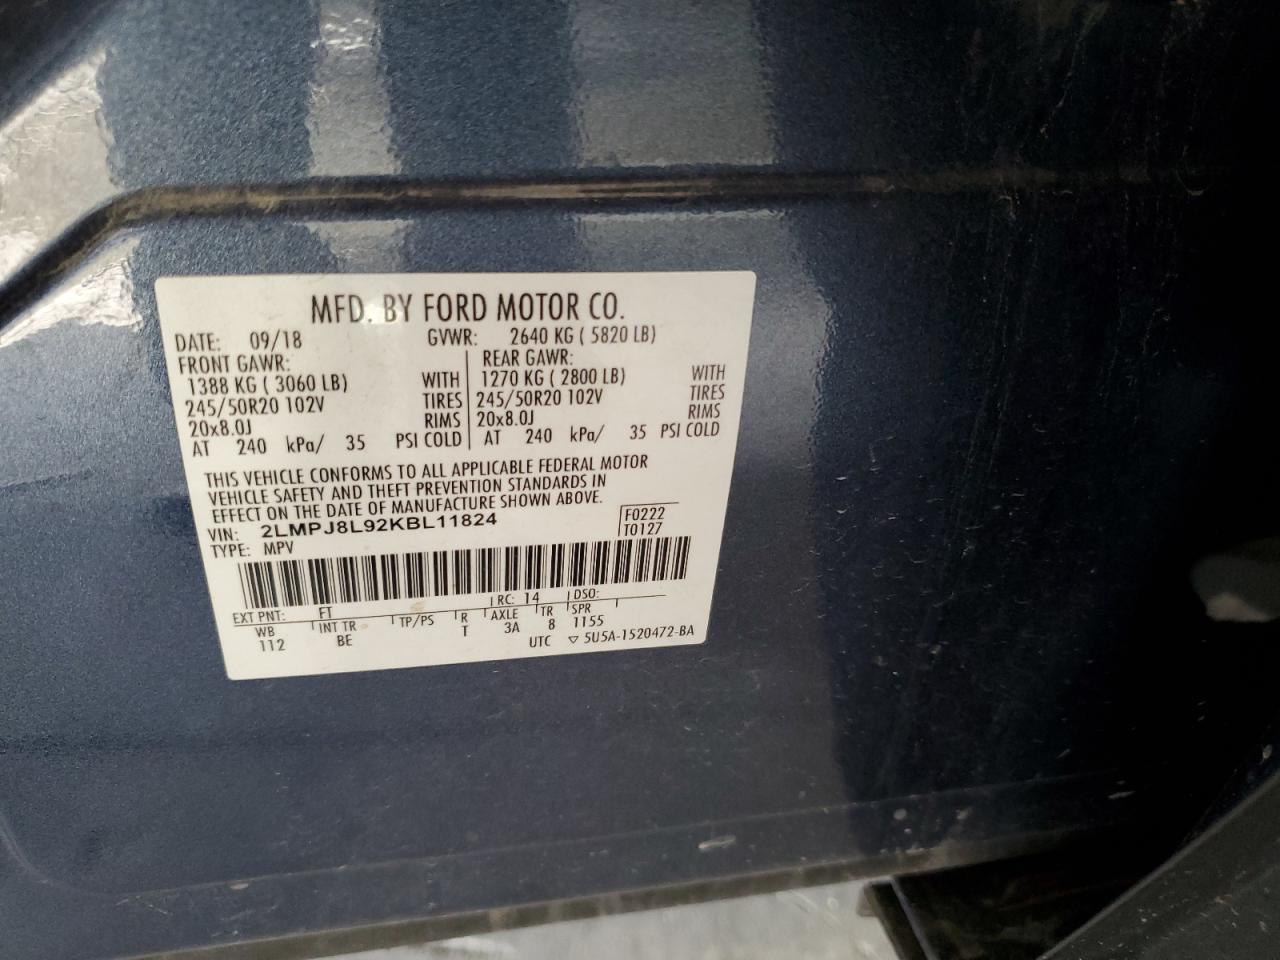 MFD. BY FORD MOTOR CO.
DATE: 09/18 GVWR: 2640 KG ( 5820 LB)
FRONT GAWR: REAR GAWR:
1388 KG ( 3060 LB) WITH 1270 KG ( 2800 LB) WITH
245/50R20 102V TIRES 245/50R20 102V TIRES
20x8.0J RIMS 20x8.0J RIMS
AT 240 kPa/ 35 PSI COLD AT 240 kPa/ 35 PSI COLD
THIS VEHICLE CONFORMS TO ALL APPLICABLE FEDERAL MOTOR
VEHICLE SAFETY AND THEFT PREVENTION STANDARDS IN
EFFECT ON THE DATE OF MANUFACTURE SHOWN ABOVE.
VIN: 2LMPJ8L92KBL11824 F0222
TYPE: MPV T0127
EXT PNT: FT RC: 14 DSO:
WB INT TR TP/PS R AXLE TR SPR
112 BE T 3A 8 1155
UTC ▽ 5U5A-1520472-BA